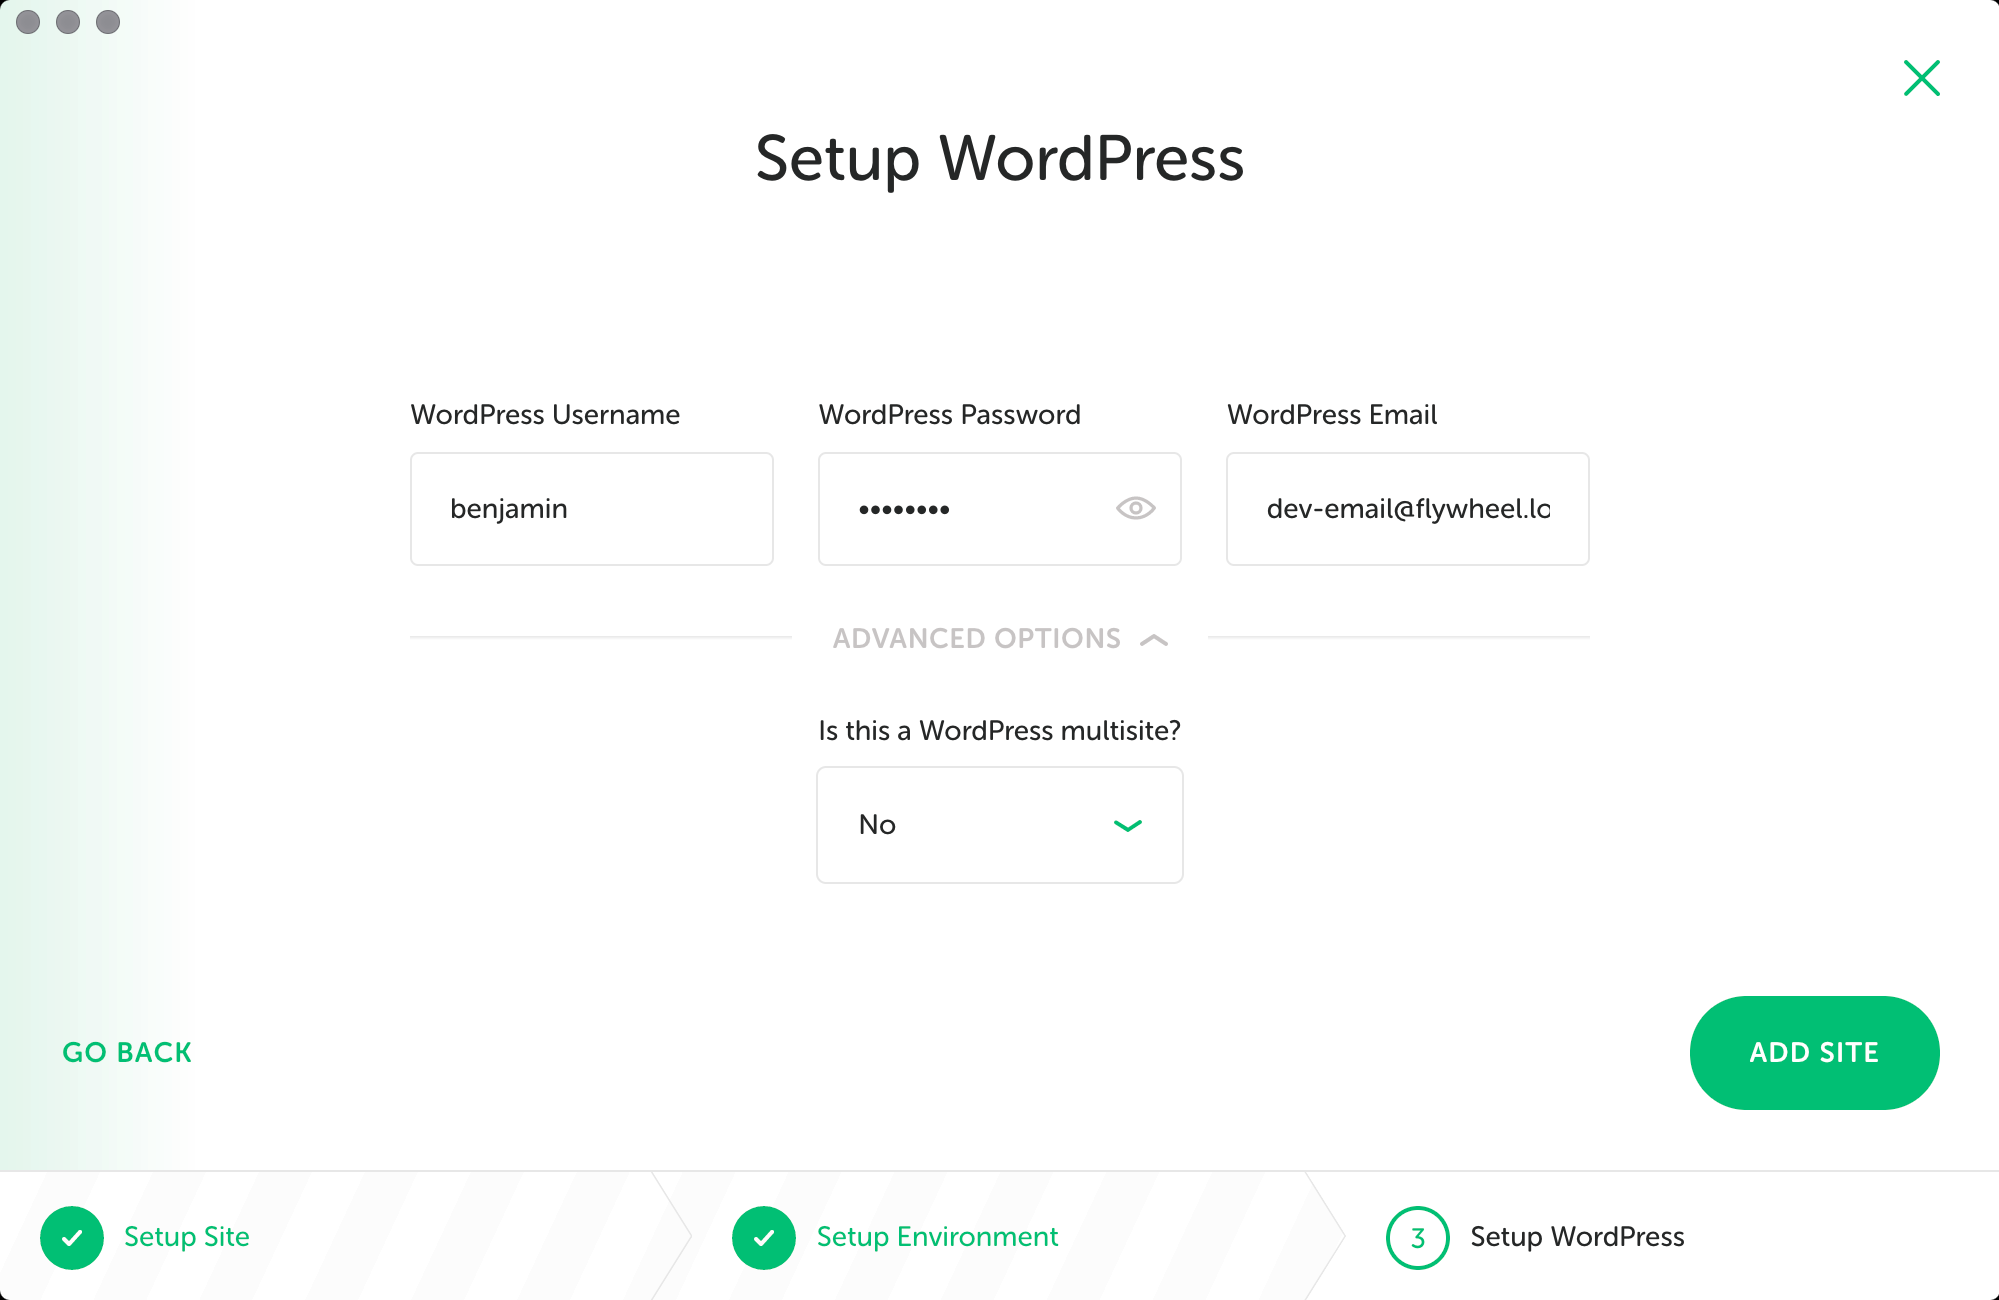 Setup WordPress
WordPress Username
WordPress Password
WordPress Email
benjamin
••••••••
dev-email@flywheel.lo
ADVANCED OPTIONS
Is this a WordPress multisite?
No
GO BACK
ADD SITE
Setup Site
Setup Environment
3
Setup WordPress